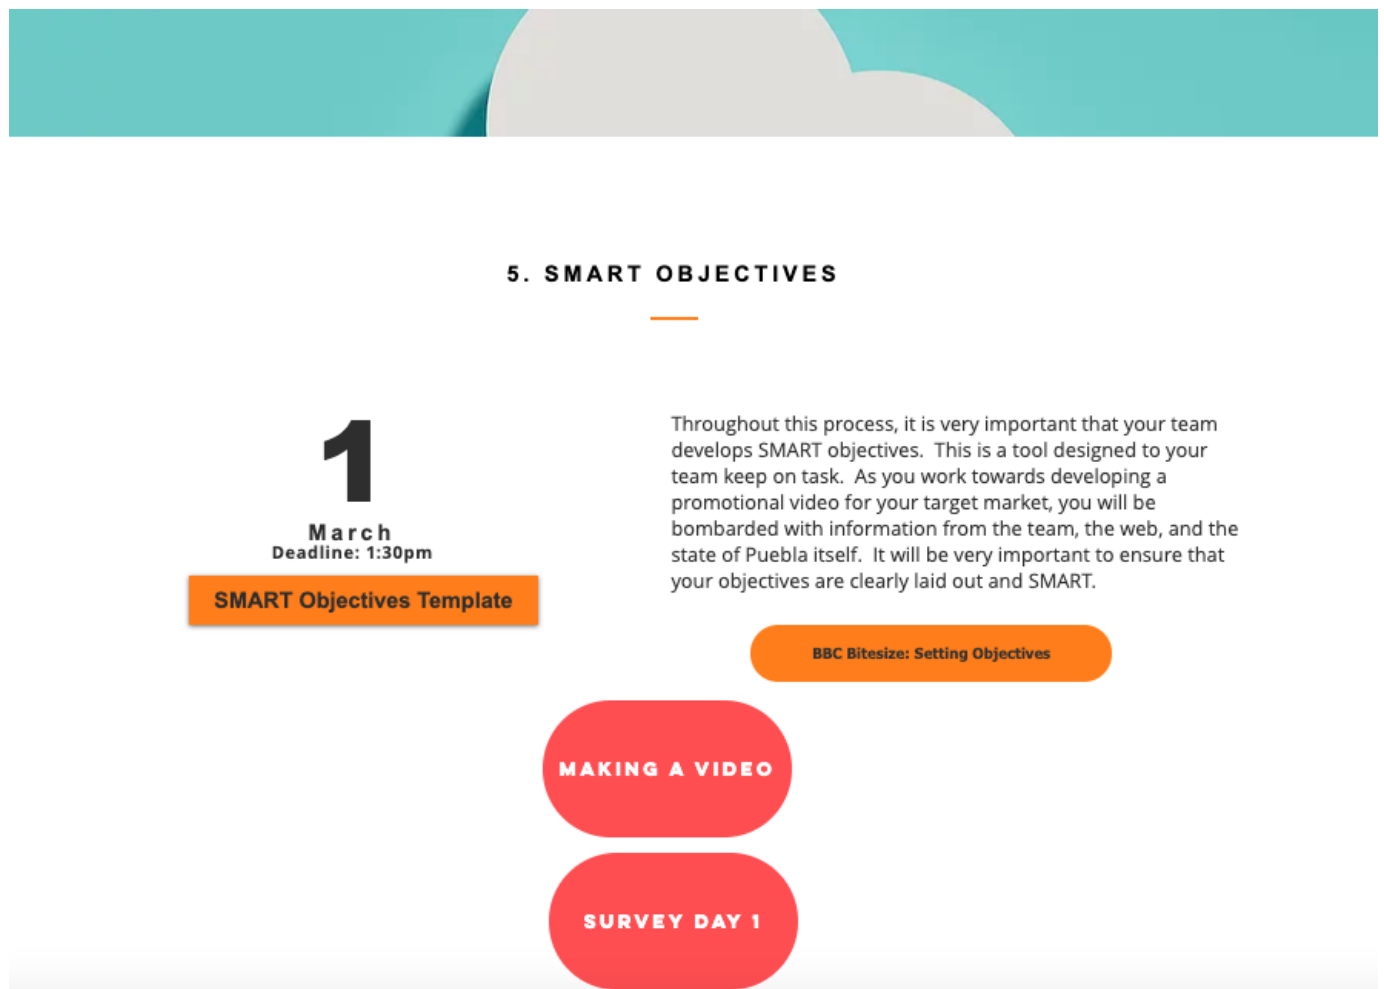 5. SMART OBJECTIVES
1
March
Deadline: 1:30pm
SMART Objectives Template
Throughout this process, it is very important that your team
develops SMART objectives.  This is a tool designed to your
team keep on task.  As you work towards developing a
promotional video for your target market, you will be
bombarded with information from the team, the web, and the
state of Puebla itself.  It will be very important to ensure that
your objectives are clearly laid out and SMART.
BBC Bitesize: Setting Objectives
MAKING A VIDEO
SURVEY DAY 1